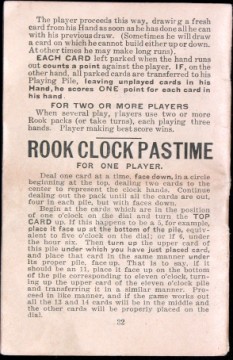 The player proceeds this way, drawing a fresh
card from his Hand as soon as he has done all he can
with his previous draw. (Sometimes he will draw
a card on which he cannot build either up or down.
At other times he may make long runs).
EACH CARD left parked when the hand runs
out counts a point against the player. IF, on the
other hand, all parked cards are transferred to his
Playing Pile, leaving unplayed cards in his
Hand, he scores ONE point for each card in
his hand.
FOR TWO OR MORE PLAYERS
When several play, players use two or more
Rook packs (or take turns), each playing three
hands. Player making best score wins.
ROOK CLOCK PASTIME
FOR ONE PLAYER.
Deal one card at a time, face down, in a circle
beginning at the top, dealing two cards to the
center to represent the clock hands. Continue
dealing out the pack until all the cards are out,
four in each pile, but with faces down.
Begin at the cards which are in the position
of one o'clock on the dial and turn the TOP
CARD up. If this happens to be a 5, for example,
place it face up at the bottom of the pile, equiv-
alent to five o'clock on the dial; or if 6, under
the hour six. Then turn up the upper card of
this pile under which you have just placed card,
and place that card in the same manner under
its proper pile, face up. That is to say, if it
should be an 11, place it face up on the bottom
of the pile corresponding to eleven o'clock, turn-
ing up the upper card of the eleven o'clock pile
and transferring it in a similar manner. Pro-
ceed in like manner, and if the game works out
all the 13 and 14 cards will be in the middle and
the other cards will be properly placed on the
dial.
22